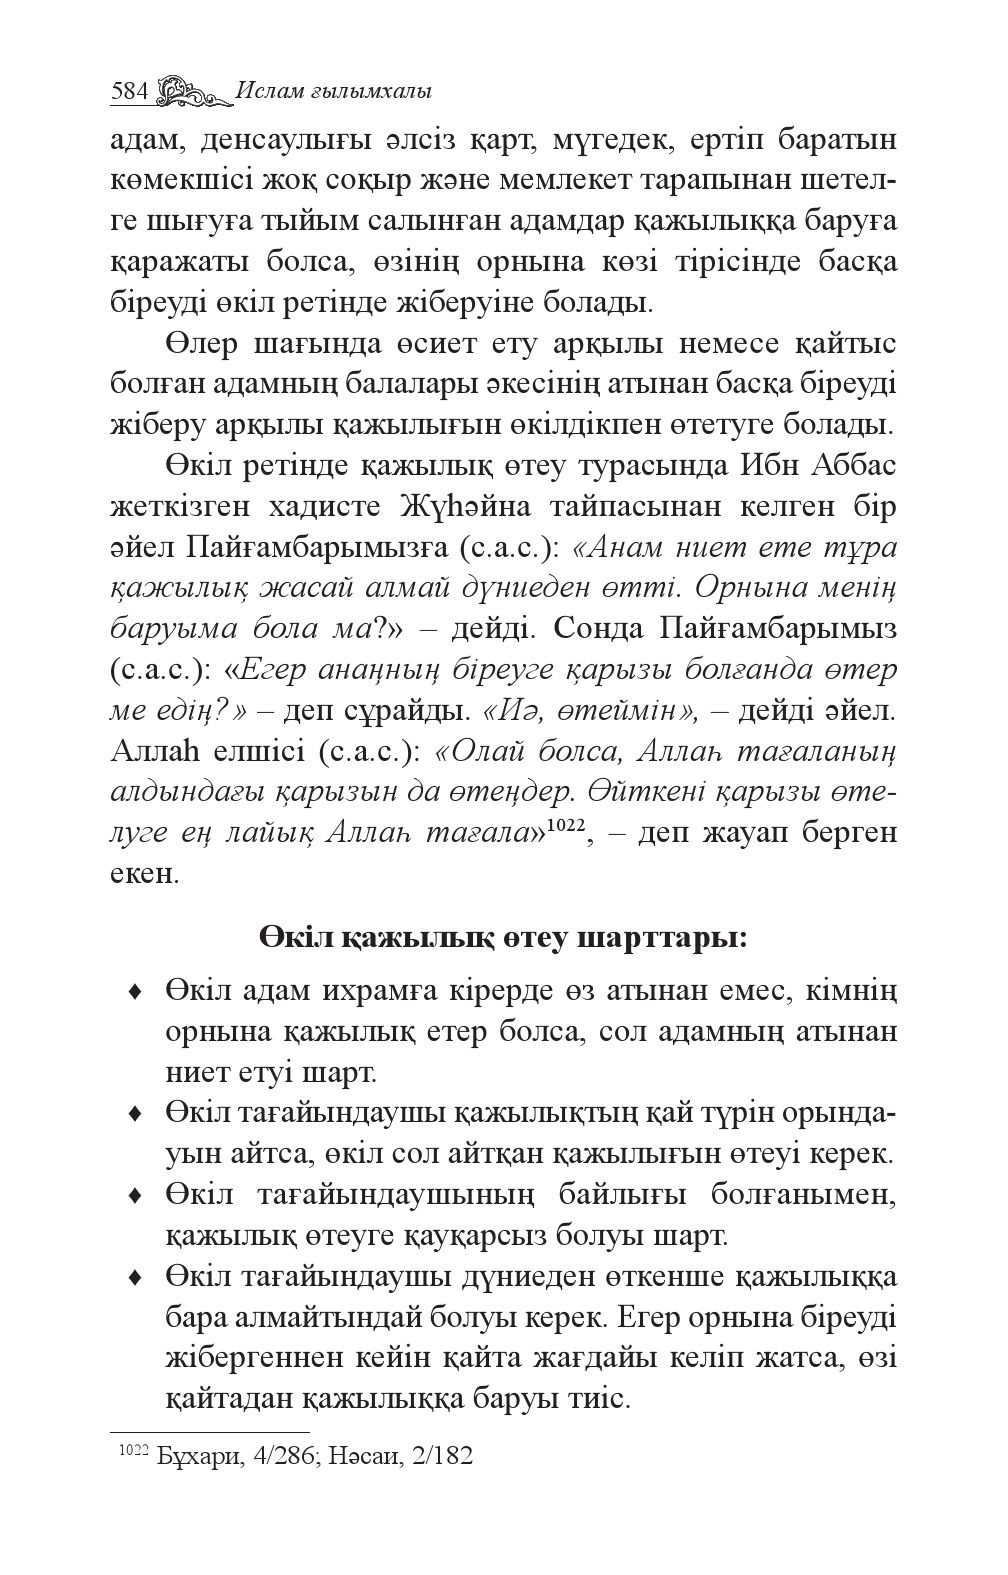 584 Ислам ғылымхалы
адам, денсаулығы әлсіз қарт, мүгедек, ертіп баратын
көмекшісі жоқ соқыр және мемлекет тарапынан шетел-
ге шығуға тыйым салынған адамдар қажылыққа баруға
қаражаты болса, өзінің орнына көзі тірісінде басқа
біреуді өкіл ретінде жіберуіне болады.
Өлер шағында өсиет ету арқылы немесе қайтыс
болған адамның балалары әкесінің атынан басқа біреуді
жіберу арқылы қажылығын өкілдікпен өтетуге болады.
Өкіл ретінде қажылық өтеу турасында Ибн Аббас
жеткізген хадисте Жүһәйна тайпасынан келген бір
әйел Пайғамбарымызға (с.а.с.): «Анам ниет ете тұра
қажылық жасай алмай дүниеден өтті. Орнына менің
баруыма бола ма?» – дейді. Сонда Пайғамбарымыз
(с.а.с.): «Егер анаңның біреуге қарызы болғанда өтер
ме едің?» – деп сұрайды. «Иә, өтеймін», – дейді әйел.
Аллаһ елшісі (с.а.с.): «Олай болса, Аллаһ тағаланың
алдындағы қарызын да өтеңдер. Өйткені қарызы өте-
луге ең лайық Аллаһ тағала»¹⁰²², – деп жауап берген
екен.
Өкіл қажылық өтеу шарттары:
♦ Өкіл адам ихрамға кірерде өз атынан емес, кімнің
орнына қажылық етер болса, сол адамның атынан
ниет етуі шарт.
♦ Өкіл тағайындаушы қажылықтың қай түрін орында-
уын айтса, өкіл сол айтқан қажылығын өтеуі керек.
♦ Өкіл тағайындаушының байлығы болғанымен,
қажылық өтеуге қауқарсыз болуы шарт.
♦ Өкіл тағайындаушы дүниеден өткенше қажылыққа
бара алмайтындай болуы керек. Егер орнына біреуді
жібергеннен кейін қайта жағдайы келіп жатса, өзі
қайтадан қажылыққа баруы тиіс.
¹⁰²² Бұхари, 4/286; Нәсаи, 2/182